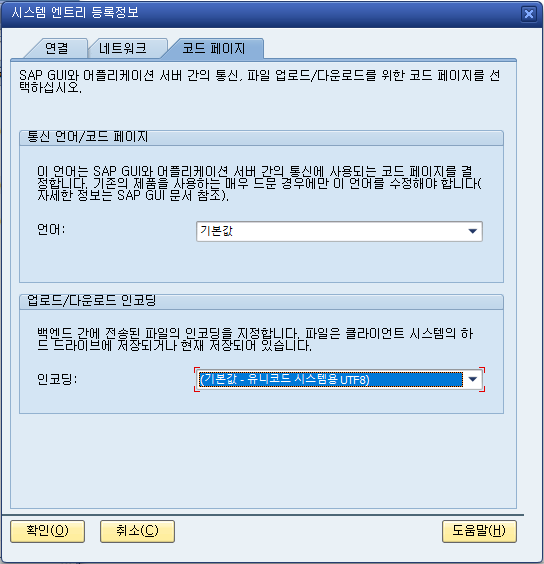 시스템 엔트리 등록정보
연결 네트워크 코드 페이지
SAP GUI와 어플리케이션 서버 간의 통신, 파일 업로드/다운로드를 위한 코드 페이지를 선
택하십시오.
통신 언어/코드 페이지
이 언어는 SAP GUI와 어플리케이션 서버 간의 통신에 사용되는 코드 페이지를 결
정합니다. 기존의 제품을 사용하는 매우 드문 경우에만 이 언어를 수정해야 합니다(
자세한 정보는 SAP GUI 문서 참조).
언어: 기본값
업로드/다운로드 인코딩
백엔드 간에 전송된 파일의 인코딩을 지정합니다. 파일은 클라이언트 시스템의 하
드 드라이브에 저장되거나 현재 저장되어 있습니다.
인코딩: (기본값 - 유니코드 시스템용 UTF8)
확인(O) 취소(C) 도움말(H)